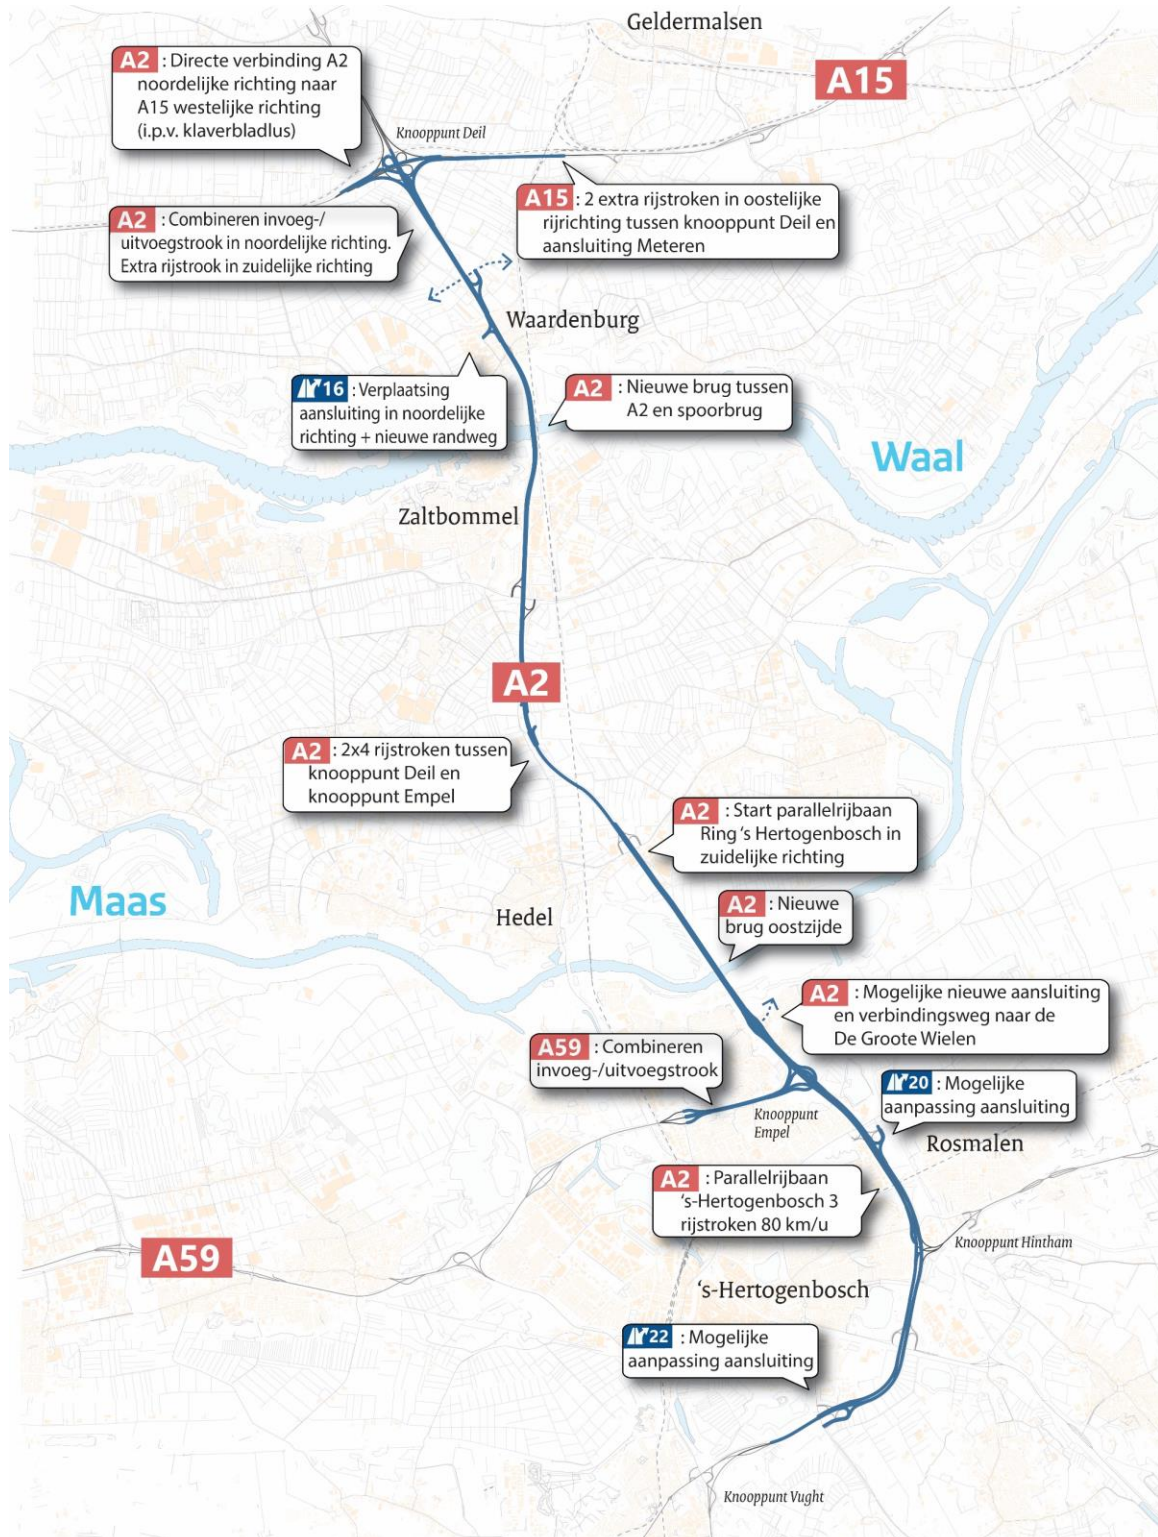 Geldermalsen
A2 : Directe verbinding A2
noordelijke richting naar
A15 westelijke richting
(i.p.v. klaverbladlus)
A15
Knooppunt Deil
A15 : 2 extra rijstroken in oostelijke
rijrichting tussen knooppunt Deil en
aansluiting Meteren
A2 : Combineren invoeg-/
uitvoegstrook in noordelijke richting.
Extra rijstrook in zuidelijke richting
Waardenburg
16 : Verplaatsing
aansluiting in noordelijke
richting + nieuwe randweg
A2 : Nieuwe brug tussen
A2 en spoorbrug
Waal
Zaltbommel
A2
A2 : 2x4 rijstroken tussen
knooppunt Deil en
knooppunt Empel
A2 : Start parallelrijbaan
Ring ‘s Hertogenbosch in
zuidelijke richting
Maas
Hedel
A2 : Nieuwe
brug oostzijde
A2 : Mogelijke nieuwe aansluiting
en verbindingsweg naar de
De Groote Wielen
A59 : Combineren
invoeg-/uitvoegstrook
20 : Mogelijke
aanpassing aansluiting
Knooppunt
Empel
Rosmalen
A2 : Parallelrijbaan
‘s-Hertogenbosch 3
rijstroken 80 km/u
Knooppunt Hintham
A59
‘s-Hertogenbosch
22 : Mogelijke
aanpassing aansluiting
Knooppunt Vught